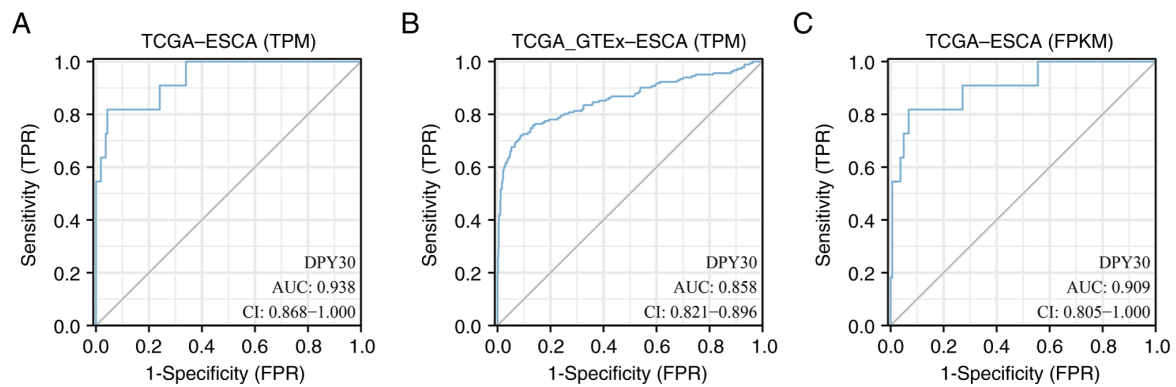 A
TCGA–ESCA (TPM)
Sensitivity (TPR)
1.0
0.8
0.6
0.4
0.2
0.0
DPY30
AUC: 0.938
CI: 0.868–1.000
0.0 0.2 0.4 0.6 0.8 1.0
1-Specificity (FPR)
B
TCGA_GTEx–ESCA (TPM)
Sensitivity (TPR)
1.0
0.8
0.6
0.4
0.2
0.0
DPY30
AUC: 0.858
CI: 0.821–0.896
0.0 0.2 0.4 0.6 0.8 1.0
1-Specificity (FPR)
C
TCGA–ESCA (FPKM)
Sensitivity (TPR)
1.0
0.8
0.6
0.4
0.2
0.0
DPY30
AUC: 0.909
CI: 0.805–1.000
0.0 0.2 0.4 0.6 0.8 1.0
1-Specificity (FPR)